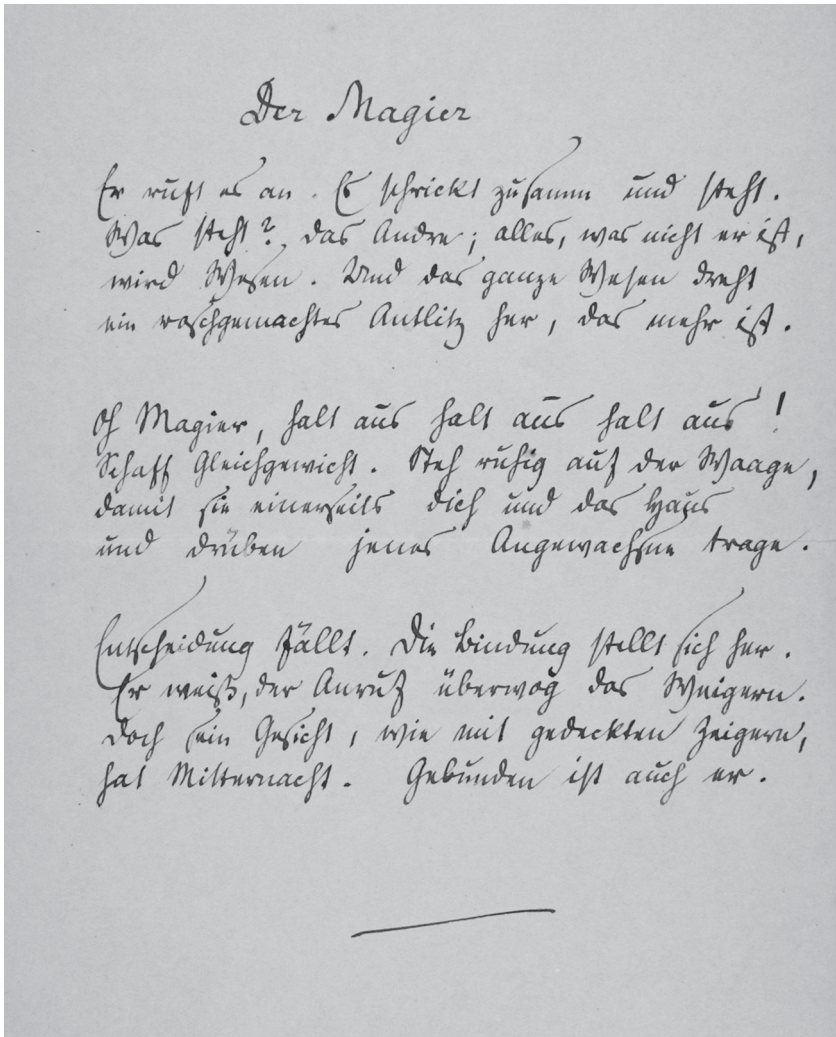 Der Magier
Er ruft es an. Es schrickt zusamm und steht.
Was steht? Das Andre; alles, was nicht er ist,
wird Wesen. Und das ganze Wesen dreht
ein raschgemachtes Antlitz her, das mehr ist.
Oh Magier, halt aus halt aus halt aus!
Schaff Gleichgewicht. Steh ruhig auf der Waage,
damit sie einerseits dich und das Haus
und drüben jenes Angewachsne trage.
Entscheidung fällt. Die Bindung stellt sich her.
Er weiß, der Anruf überwog das Weigern.
Doch sein Gesicht, wie mit gedeckten Zeigern,
hat Mitternacht. Gebunden ist auch er.